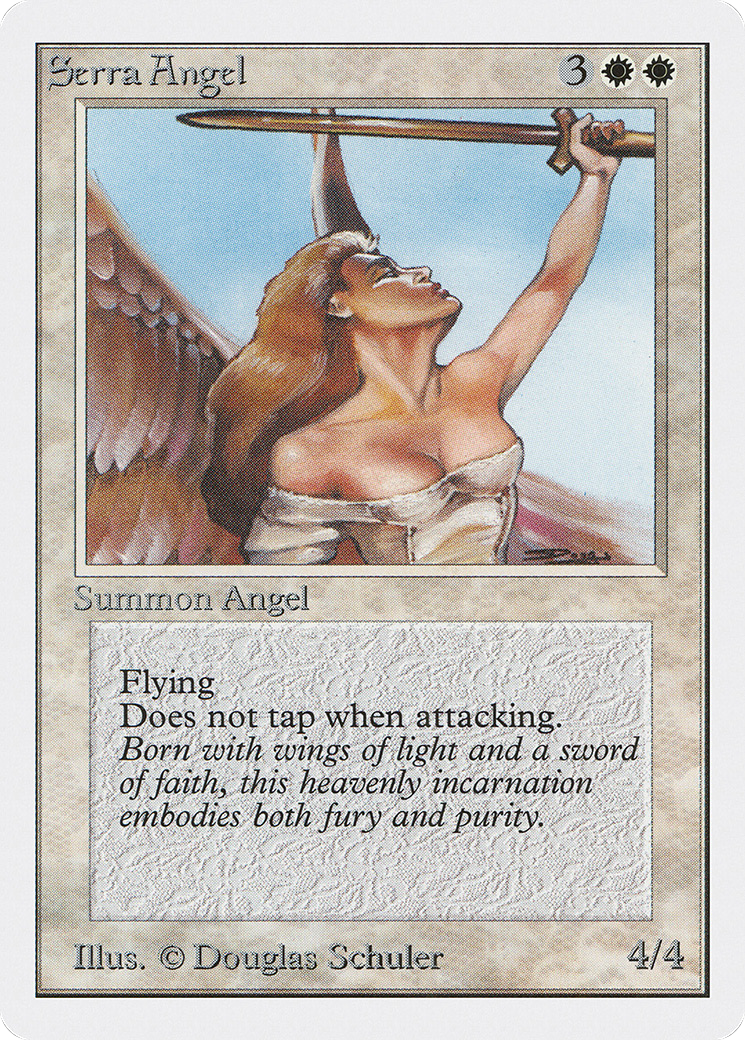 Serra Angel 3
Summon Angel
Flying
Does not tap when attacking.
Born with wings of light and a sword
of faith, this heavenly incarnation
embodies both fury and purity.
Illus. © Douglas Schuler 4/4